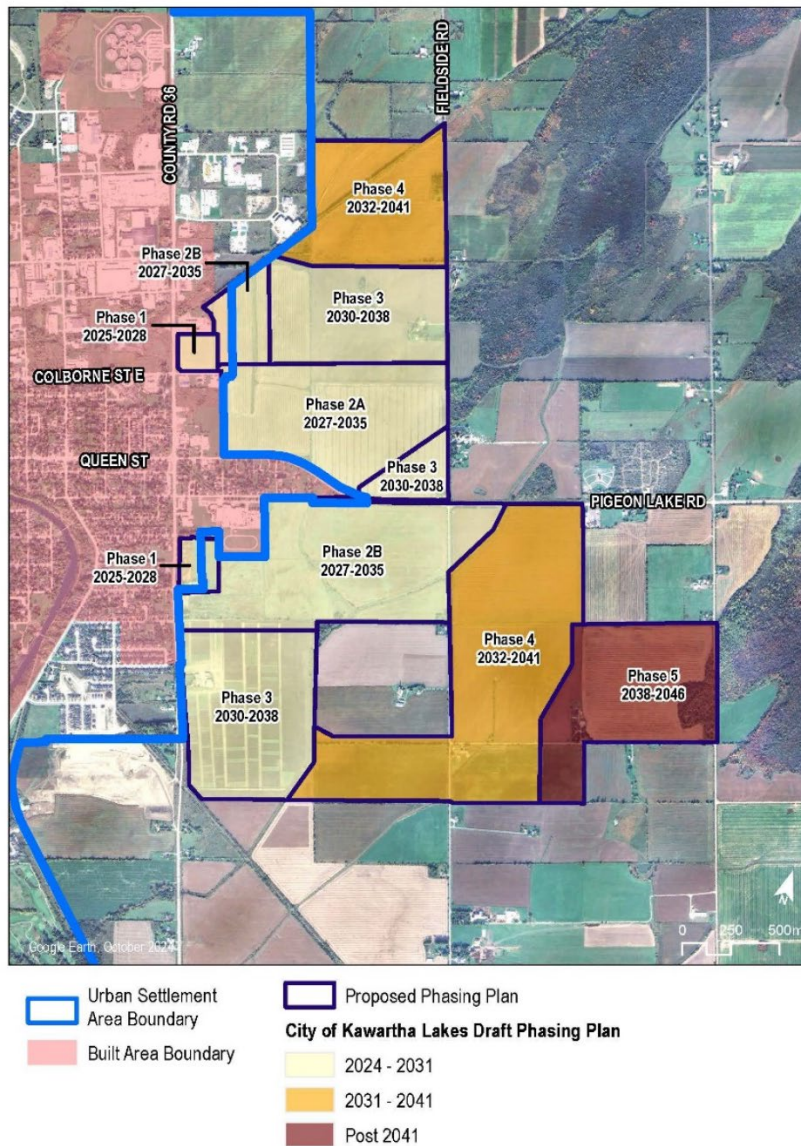 COUNTY RD 36
FIELDSIDE RD
Phase 4
2032-2041
Phase 2B
2027-2035
Phase 3
2030-2038
Phase 1
2025-2028
COLBORNE ST E
Phase 2A
2027-2035
QUEEN ST
Phase 3
2030-2038
PIGEON LAKE RD
Phase 2B
2027-2035
Phase 1
2025-2028
Phase 4
2032-2041
Phase 5
2038-2046
Phase 3
2030-2038
N
0 250 500m
Google Earth, October 2024
Urban Settlement
Area Boundary
Built Area Boundary
Proposed Phasing Plan
City of Kawartha Lakes Draft Phasing Plan
2024 - 2031
2031 - 2041
Post 2041